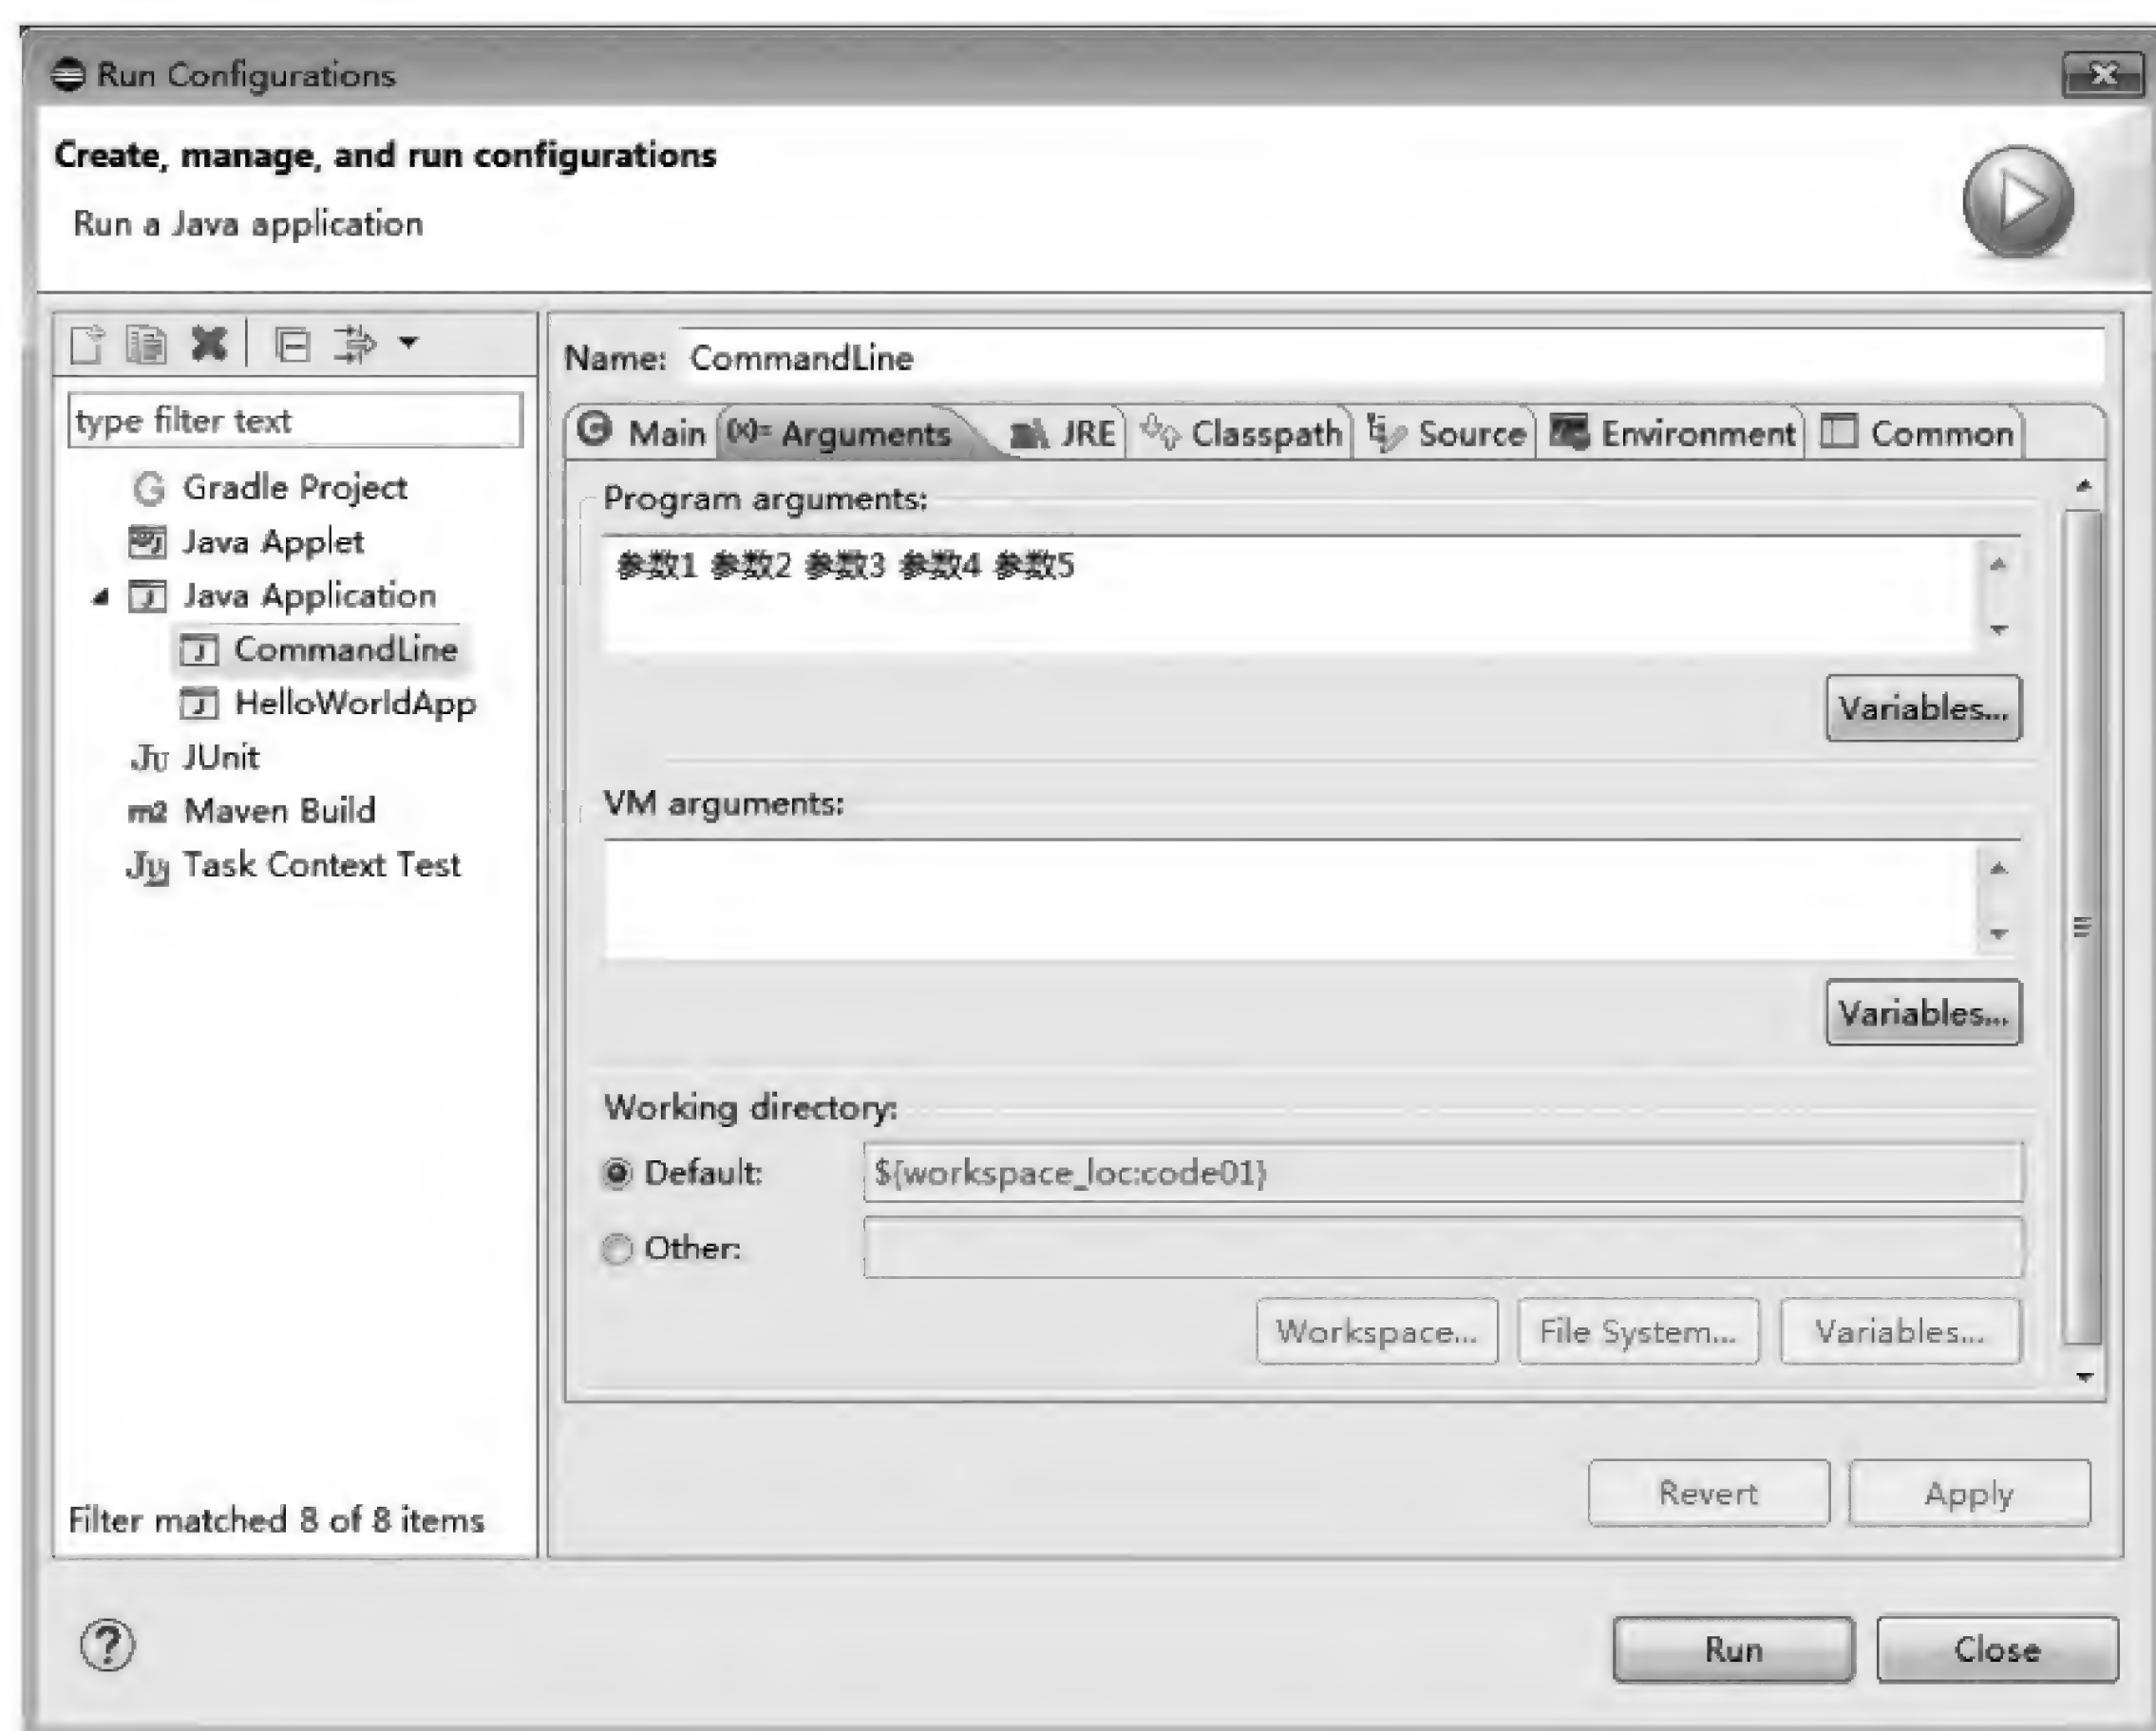 Run Configurations
Create, manage, and run configurations
Run a Java application
type filter text
Gradle Project
Java Applet
Java Application
CommandLine
HelloWorldApp
JUnit
Maven Build
Task Context Test
Filter matched 8 of 8 items
Name: CommandLine
Main (x)= Arguments JRE Classpath Source Environment Common
Program arguments:
参数1 参数2 参数3 参数4 参数5
Variables...
VM arguments:
Variables...
Working directory:
Default: ${workspace_loc:code01}
Other:
Workspace... File System... Variables...
Revert Apply
Run Close